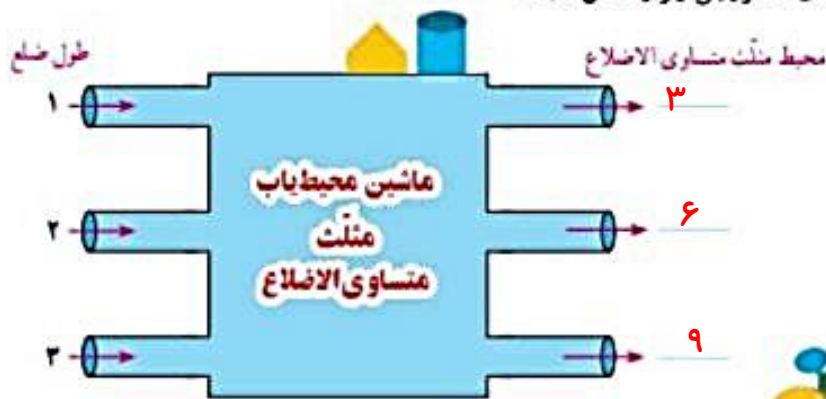 طول ضلع
محیط مثلّث متساوی الاضلاع
۱
۳
ماشین محیط‌یاب
مثلّث
متساوی‌الاضلاع
۲
۶
۳
۹